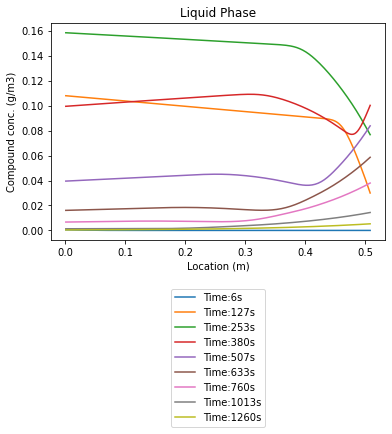 Liquid Phase
0.16
0.14
0.12
0.10
0.08
0.06
0.04
0.02
0.00
Compound conc. (g/m3)
0.0 0.1 0.2 0.3 0.4 0.5
Location (m)
Time:6s
Time:127s
Time:253s
Time:380s
Time:507s
Time:633s
Time:760s
Time:1013s
Time:1260s